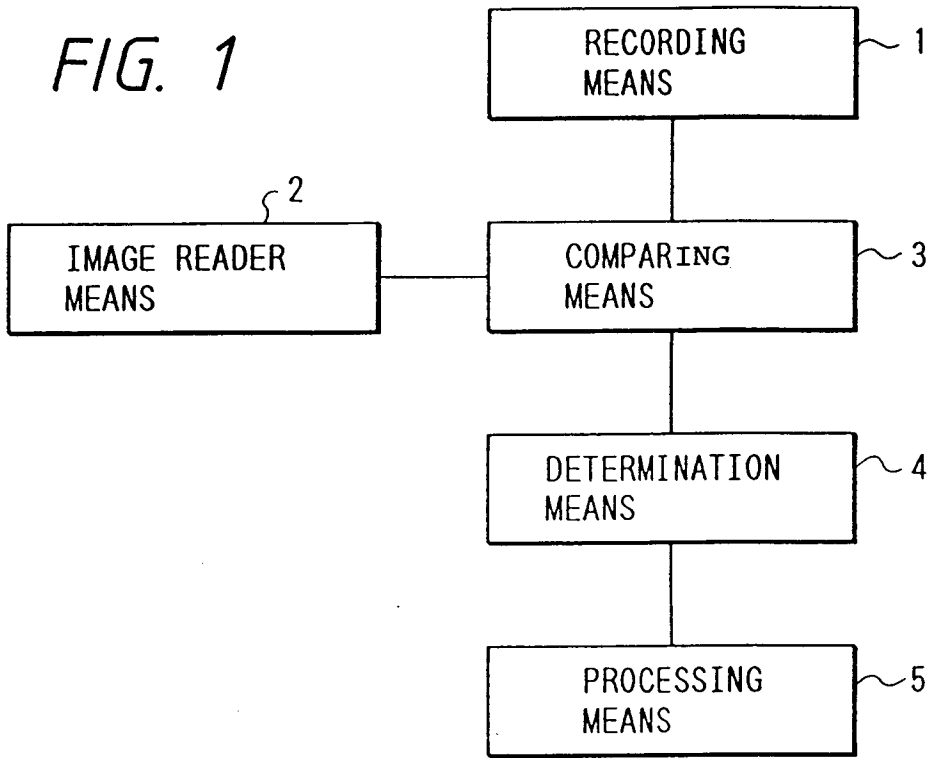 FIG. 1
RECORDING
MEANS
1
2
IMAGE READER
MEANS
COMPARING
MEANS
3
DETERMINATION
MEANS
4
PROCESSING
MEANS
5